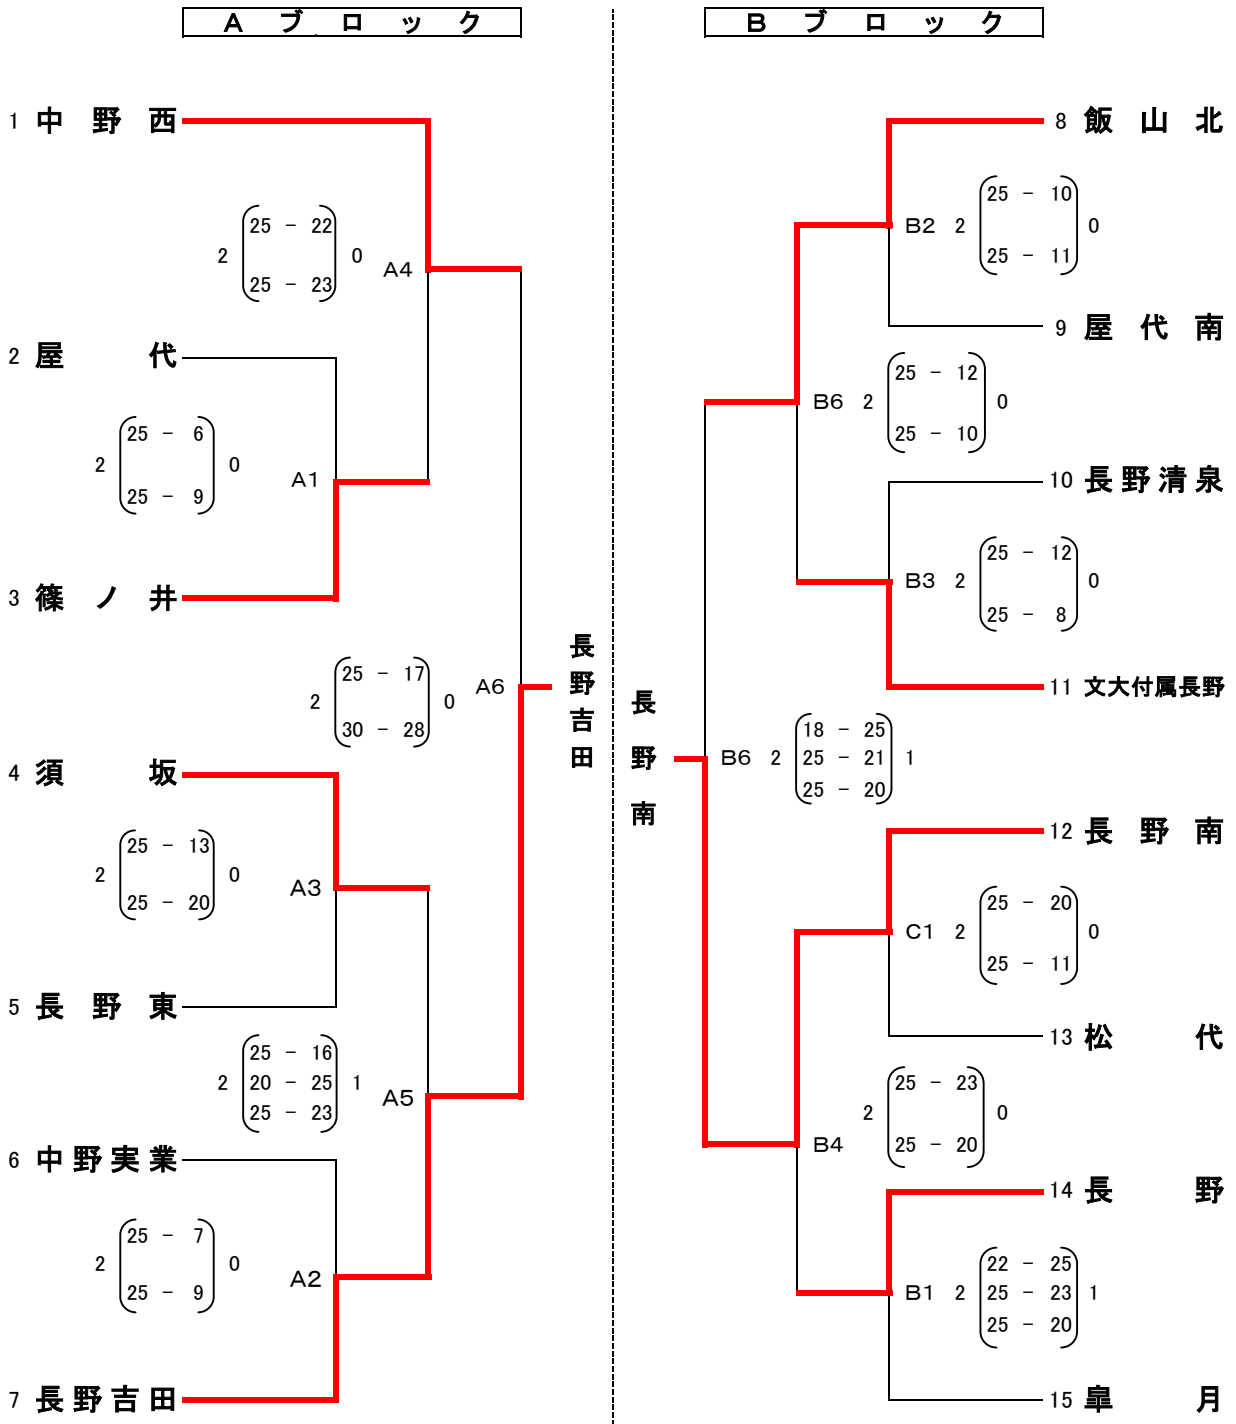 Ａブロック
1 中野西
2 25 - 22 0
25 - 23
A4
2 屋代
2 25 - 6 0
25 - 9
A1
3 篠ノ井
2 25 - 17 0
30 - 28
A6
長野吉田
4 須坂
2 25 - 13 0
25 - 20
A3
5 長野東
25 - 16
2 20 - 25 1
25 - 23
A5
6 中野実業
2 25 - 7 0
25 - 9
A2
7 長野吉田
Ｂブロック
8 飯山北
B2 2 25 - 10 0
25 - 11
9 屋代南
B6 2 25 - 12 0
25 - 10
10 長野清泉
B3 2 25 - 12 0
25 - 8
11 文大付属長野
長野南
18 - 25
B6 2 25 - 21 1
25 - 20
12 長野南
C1 2 25 - 20 0
25 - 11
13 松代
2 25 - 23 0
25 - 20
B4
14 長野
22 - 25
B1 2 25 - 23 1
25 - 20
15 皐月